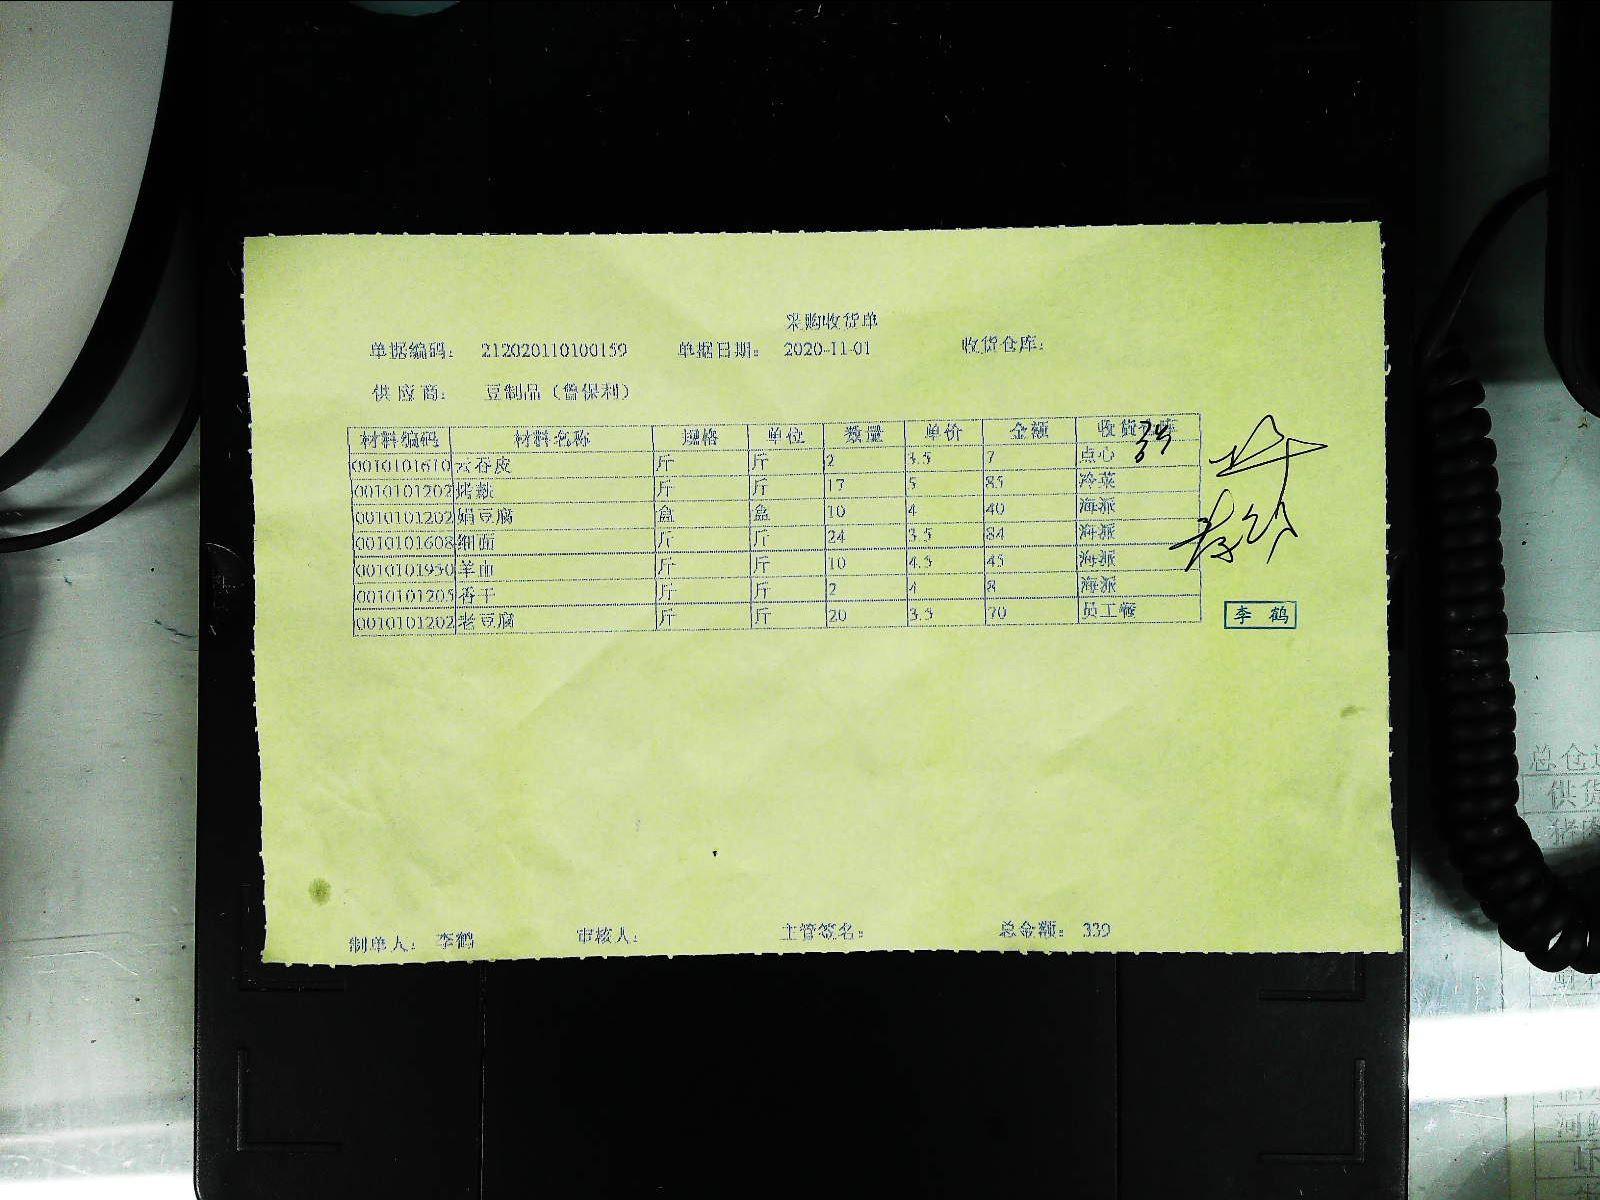 采购收货单
单据编码： 212020110100159 单据日期： 2020-11-01 收货仓库：
供应商： 豆制品（曾保利）
材料编码 材料名称 规格 单位 数量 单价 金额 收货
0010101610 云吞皮 斤 斤 2 3.5 7 点心
0010101202 烤麸 斤 斤 17 5 85 冷菜
0010101202 娟豆腐 盒 盒 10 4 40 海派
0010101608 细面 斤 斤 24 3.5 84 海派
0010101950 羊血 斤 斤 10 4.5 45 海派
0010101205 香干 斤 斤 2 4 8 海派
0010101202 老豆腐 斤 斤 20 3.5 70 员工餐
李鹤
制单人： 李鹤 审核人： 主管签名： 总金额： 339
总仓
供货